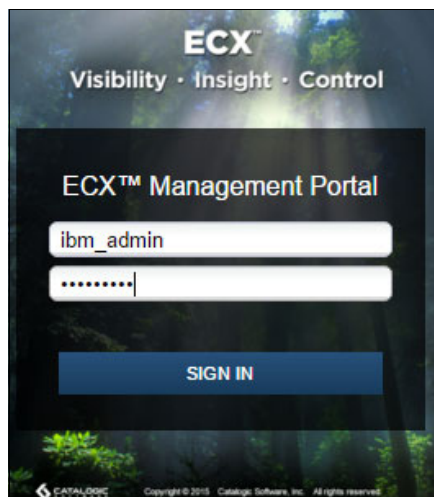 ECX™
Visibility · Insight · Control
ECX™ Management Portal
ibm_admin
•••••••••
SIGN IN
CATALOGIC Copyright © 2015 Catalogic Software, Inc. All rights reserved